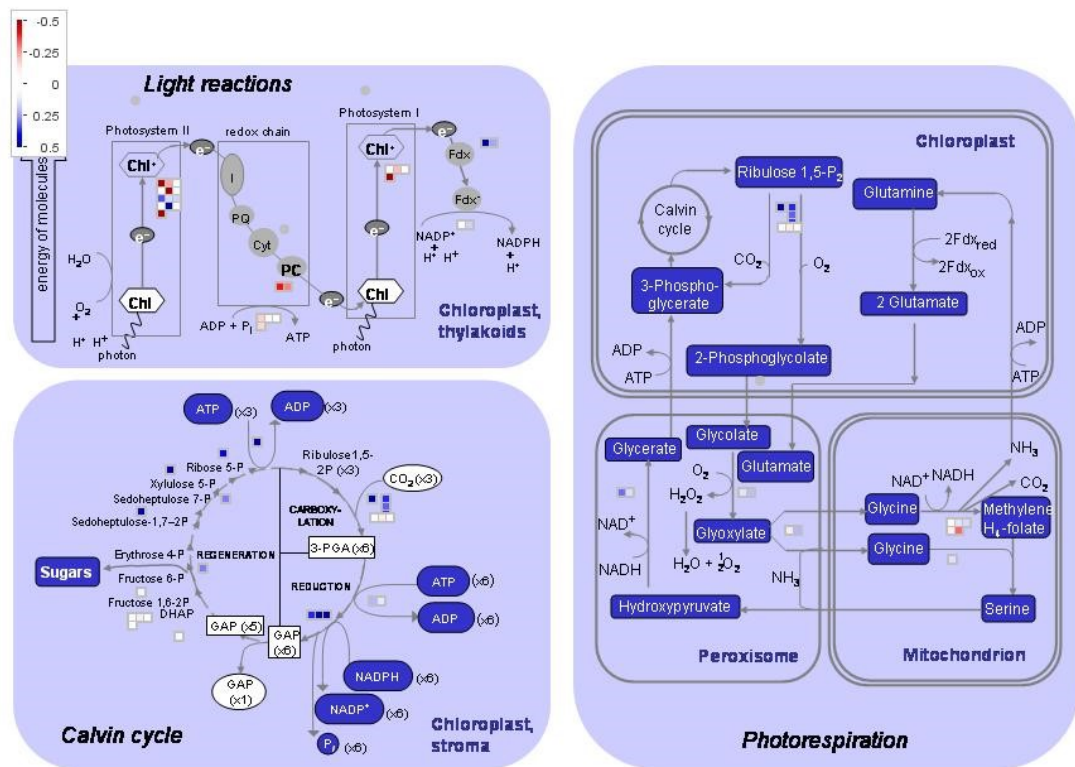 -0.5
-0.25
0
0.25
0.5
energy of molecules
Light reactions
Photosystem II
redox chain
Photosystem I
Chl+
e-
I
PQ
Cyt
PC
e-
Chl
e-
Chl+
e-
Fdx
Fdx-
e-
Chl
H2O
O2
+
H+ H+
photon
ADP + Pi
ATP
photon
NADP+
+
H+ H+
NADPH
+
H+
Chloroplast,
thylakoids
ATP (x3)
ADP (x3)
Ribose 5-P
Xylulose 5-P
Sedoheptulose 7-P
Sedoheptulose-1,7-2P
Erythrose 4-P
Fructose 6-P
Fructose 1,6-2P
DHAP
Sugars
Ribulose1,5-
2P (x3)
CO2 (x3)
CARBOXY-
LATION
3-PGA (x6)
REGENERATION
REDUCTION
ATP (x6)
ADP (x6)
GAP (x5)
GAP
(x6)
GAP
(x1)
NADPH (x6)
NADP+ (x6)
Pi (x6)
Calvin cycle
Chloroplast,
stroma
Chloroplast
Ribulose 1,5-P2
Glutamine
Calvin
cycle
CO2
O2
2Fdxred
2Fdxox
3-Phospho-
glycerate
2 Glutamate
2-Phosphoglycolate
ADP
ATP
ADP
ATP
Glycerate
Glycolate
Glutamate
O2
H2O2
Glyoxylate
H2O + ½O2
NAD+
NADH
Hydroxypyruvate
NH3
Peroxisome
NH3
NAD+ NADH
CO2
Glycine
Methylene
H4-folate
Glycine
Serine
Mitochondrion
Photorespiration